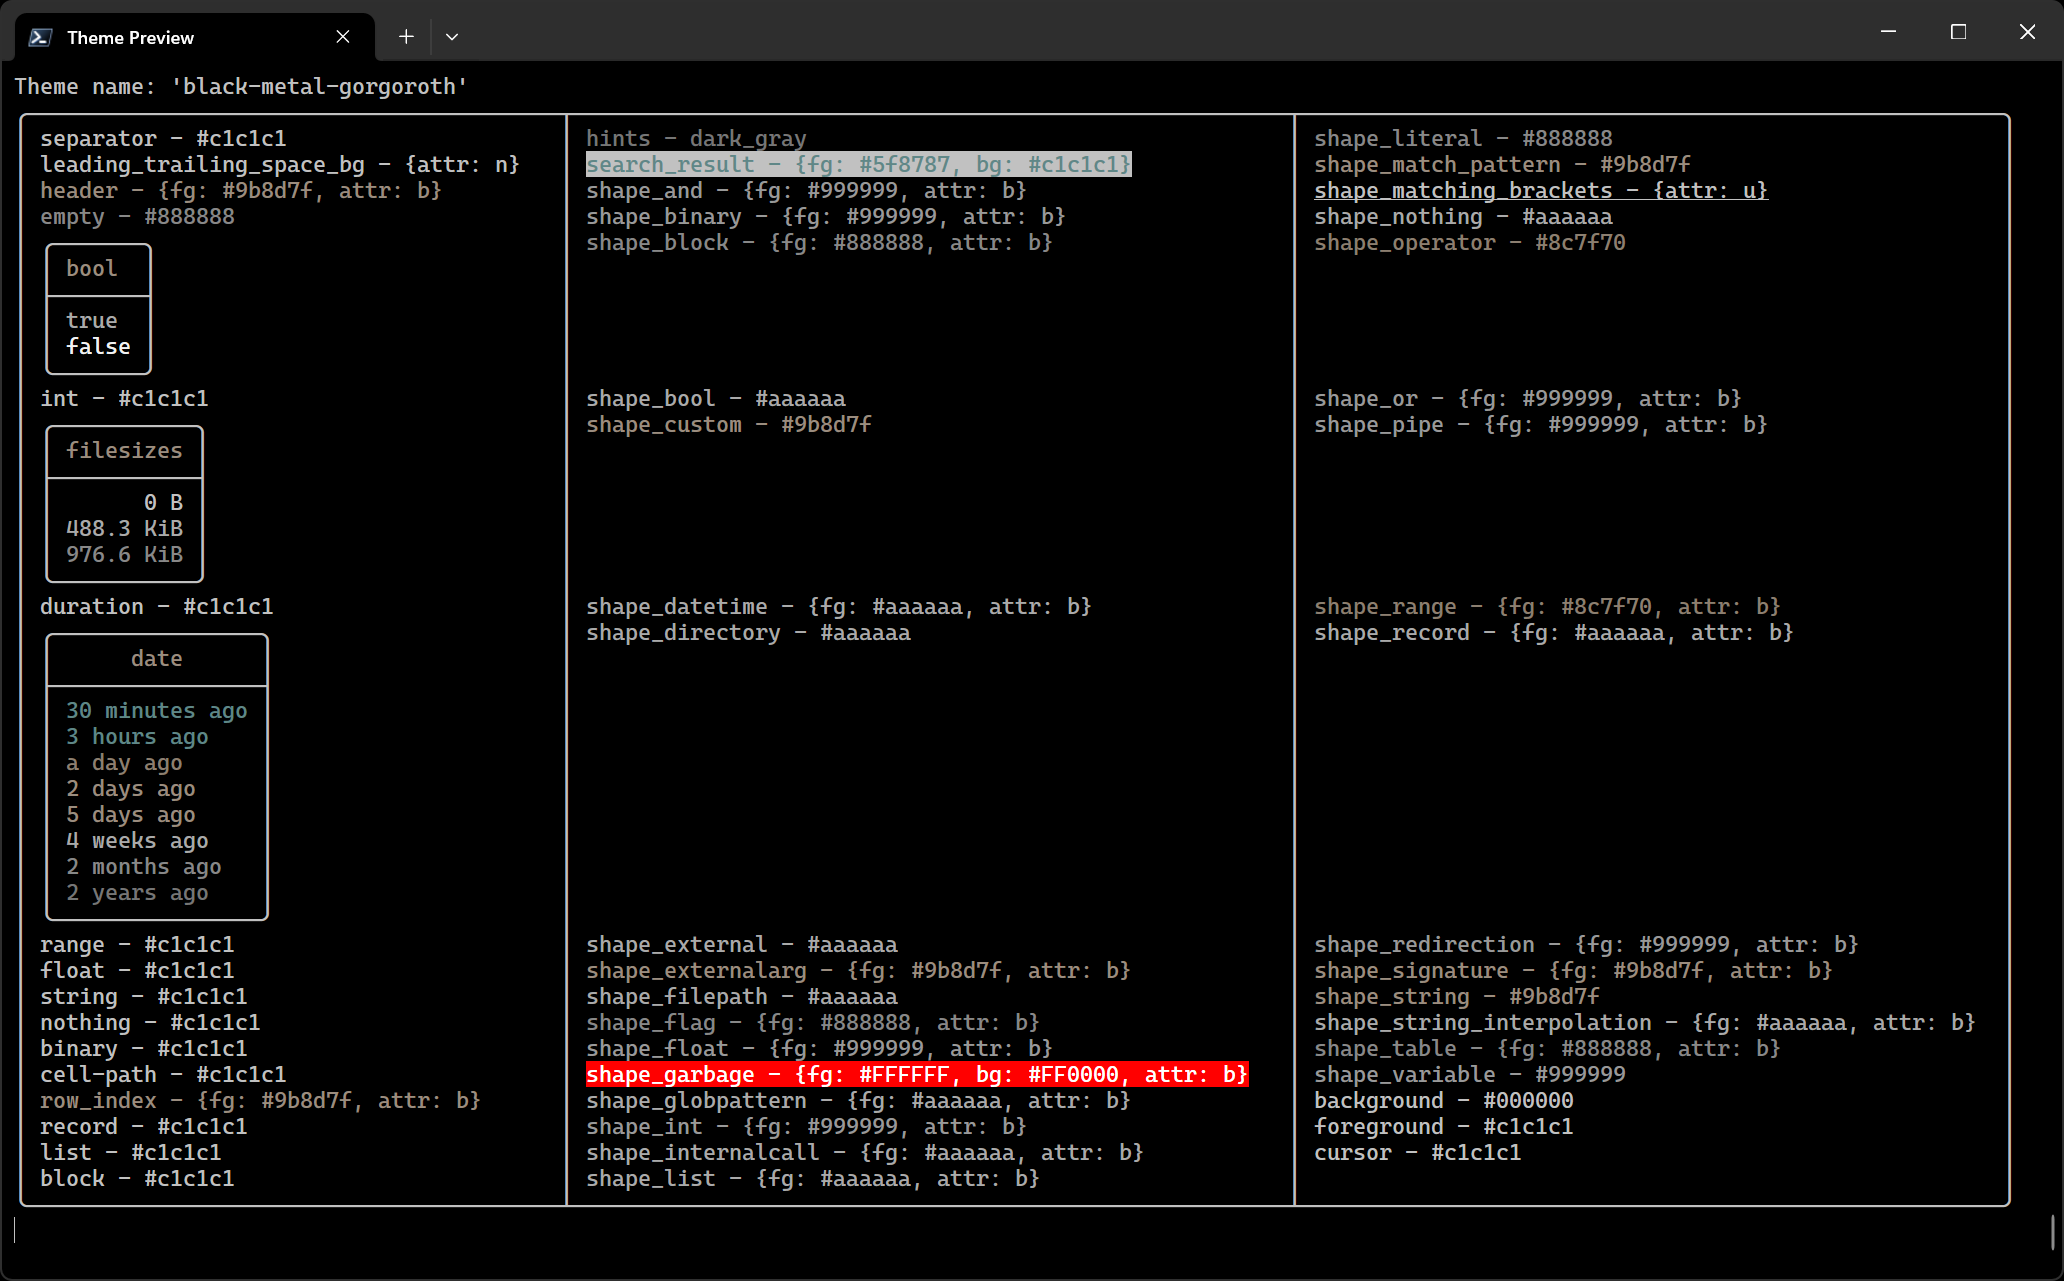 Theme Preview
Theme name: 'black-metal-gorgoroth'
separator - #c1c1c1
leading_trailing_space_bg - {attr: n}
header - {fg: #9b8d7f, attr: b}
empty - #888888
bool
true
false
int - #c1c1c1
filesizes
0 B
488.3 KiB
976.6 KiB
duration - #c1c1c1
date
30 minutes ago
3 hours ago
a day ago
2 days ago
5 days ago
4 weeks ago
2 months ago
2 years ago
range - #c1c1c1
float - #c1c1c1
string - #c1c1c1
nothing - #c1c1c1
binary - #c1c1c1
cell-path - #c1c1c1
row_index - {fg: #9b8d7f, attr: b}
record - #c1c1c1
list - #c1c1c1
block - #c1c1c1
hints - dark_gray
search_result - {fg: #5f8787, bg: #c1c1c1}
shape_and - {fg: #999999, attr: b}
shape_binary - {fg: #999999, attr: b}
shape_block - {fg: #888888, attr: b}
shape_bool - #aaaaaa
shape_custom - #9b8d7f
shape_datetime - {fg: #aaaaaa, attr: b}
shape_directory - #aaaaaa
shape_external - #aaaaaa
shape_externalarg - {fg: #9b8d7f, attr: b}
shape_filepath - #aaaaaa
shape_flag - {fg: #888888, attr: b}
shape_float - {fg: #999999, attr: b}
shape_garbage - {fg: #FFFFFF, bg: #FF0000, attr: b}
shape_globpattern - {fg: #aaaaaa, attr: b}
shape_int - {fg: #999999, attr: b}
shape_internalcall - {fg: #aaaaaa, attr: b}
shape_list - {fg: #aaaaaa, attr: b}
shape_literal - #888888
shape_match_pattern - #9b8d7f
shape_matching_brackets - {attr: u}
shape_nothing - #aaaaaa
shape_operator - #8c7f70
shape_or - {fg: #999999, attr: b}
shape_pipe - {fg: #999999, attr: b}
shape_range - {fg: #8c7f70, attr: b}
shape_record - {fg: #aaaaaa, attr: b}
shape_redirection - {fg: #999999, attr: b}
shape_signature - {fg: #9b8d7f, attr: b}
shape_string - #9b8d7f
shape_string_interpolation - {fg: #aaaaaa, attr: b}
shape_table - {fg: #888888, attr: b}
shape_variable - #999999
background - #000000
foreground - #c1c1c1
cursor - #c1c1c1